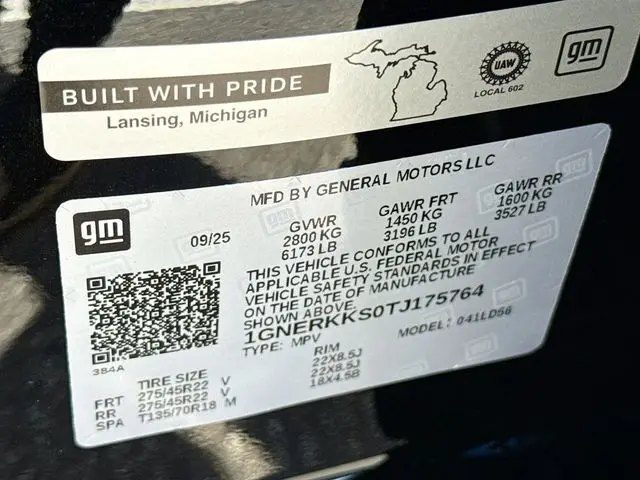 BUILT WITH PRIDE
Lansing, Michigan
UAW
LOCAL 602
gm
MFD BY GENERAL MOTORS LLC
gm
09/25
GVWR GAWR FRT GAWR RR
2800 KG 1450 KG 1600 KG
6173 LB 3196 LB 3527 LB
THIS VEHICLE CONFORMS TO ALL
APPLICABLE U.S. FEDERAL MOTOR
VEHICLE SAFETY STANDARDS IN EFFECT
ON THE DATE OF MANUFACTURE
SHOWN ABOVE.
1GNERKKS0TJ175764
TYPE: MPV MODEL: 041LD56
384A
TIRE SIZE RIM
FRT 275/45R22 V 22X8.5J
RR 275/45R22 V 22X8.5J
SPA T135/70R18 M 18X4.5B